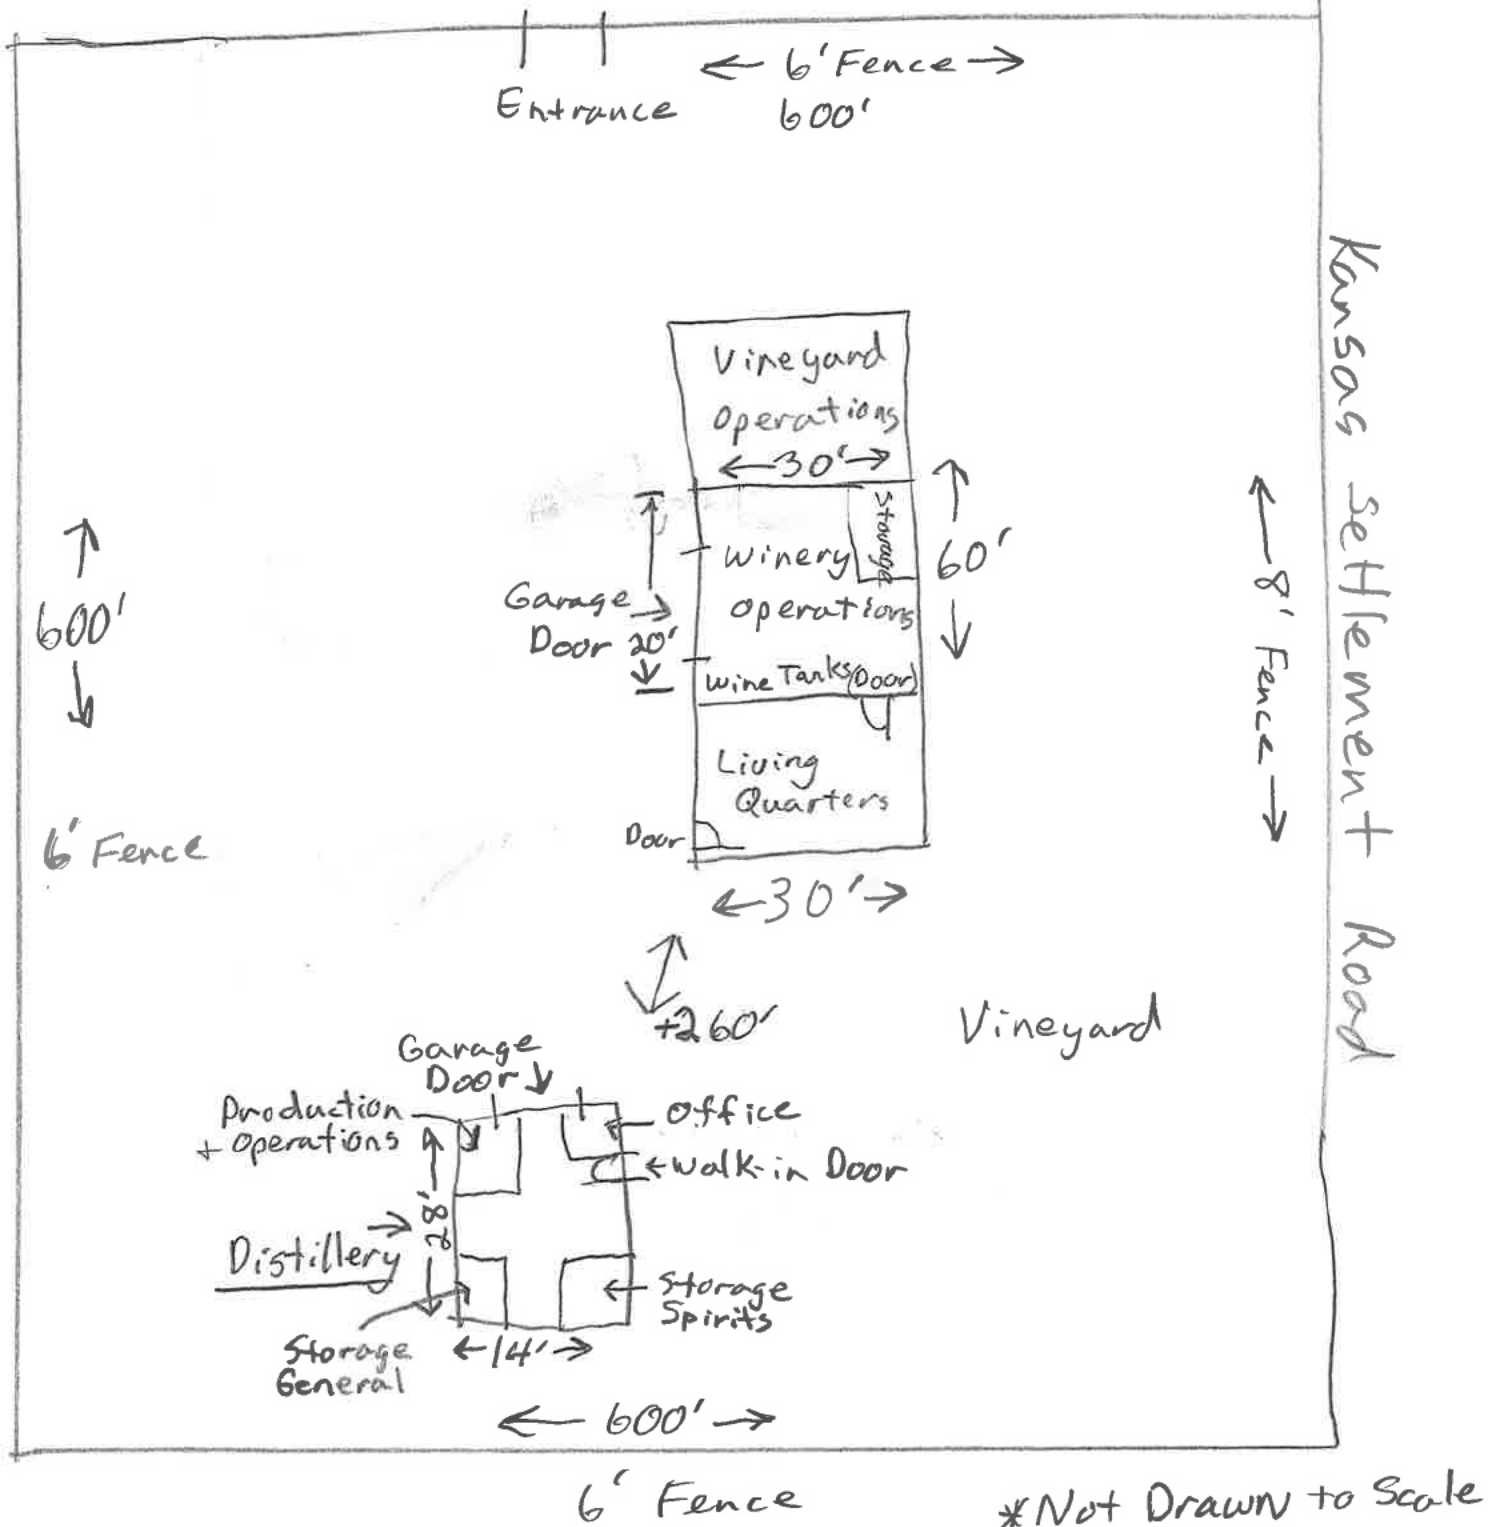 6' Fence
600'
Entrance
Kansas Settlement Road
Vineyard
Operations
30'
Storage
Winery
operations
60'
Garage
Door 20'
Wine Tanks (Door)
Living
Quarters
Door
30'
600'
6' Fence
8' Fence
+260'
Vineyard
Garage
Door
Production
+ operations
Office
Walk-in Door
28'
Distillery
Storage
Spirits
Storage
General
14'
600'
6' Fence
*Not Drawn to Scale